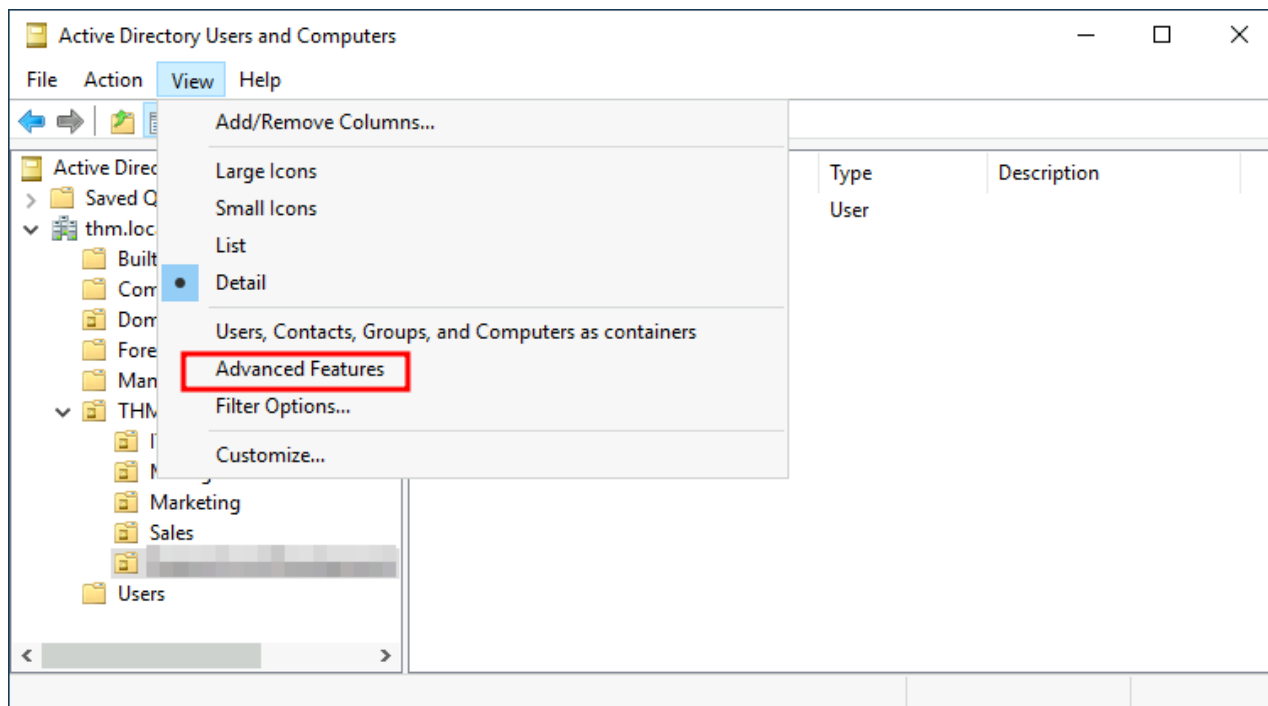 Active Directory Users and Computers
File Action View Help
Add/Remove Columns...
Large Icons
Small Icons
List
Detail
Users, Contacts, Groups, and Computers as containers
Advanced Features
Filter Options...
Customize...
Active Direc
Saved Q
thm.loc
Built
Com
Dom
Fore
Man
THM
Marketing
Sales
Users
Type Description
User